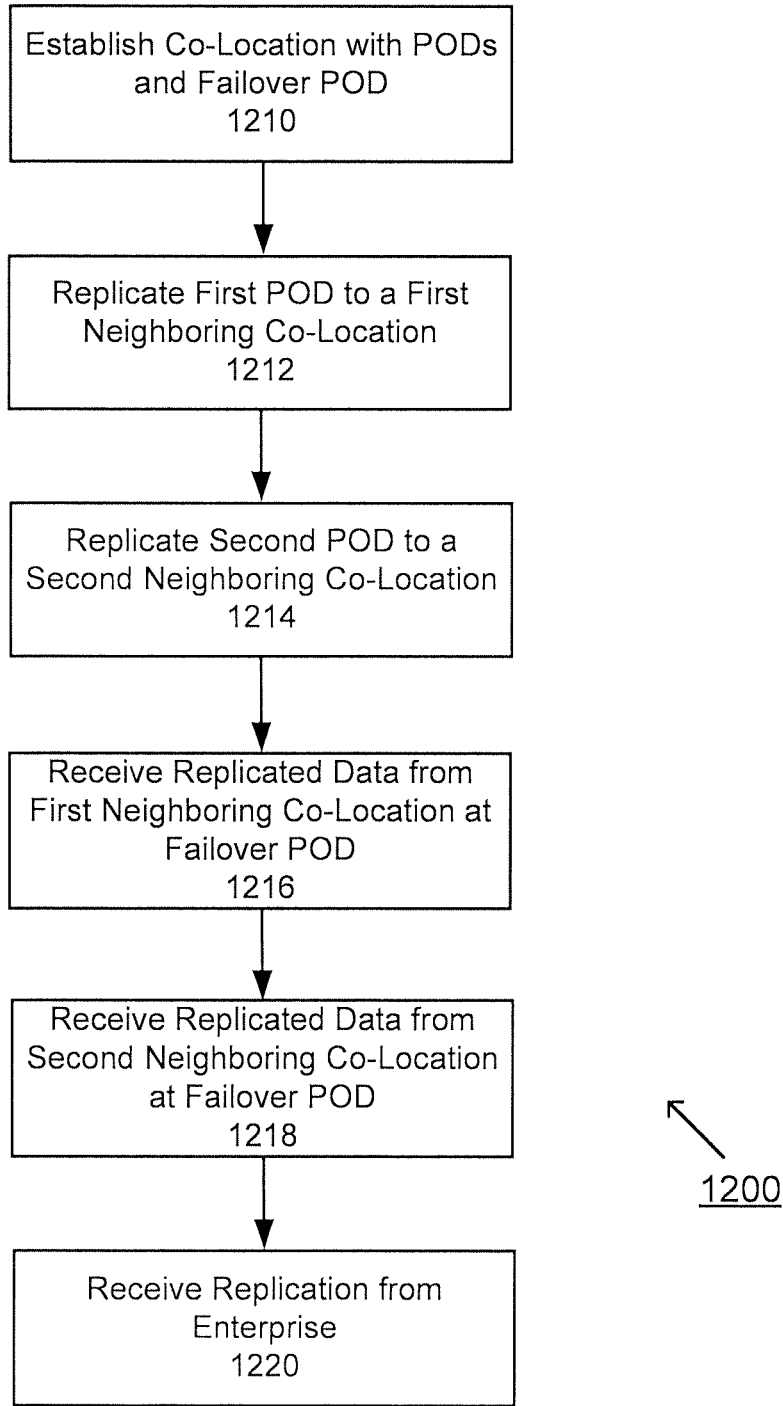 Establish Co-Location with PODs
and Failover POD
1210
Replicate First POD to a First
Neighboring Co-Location
1212
Replicate Second POD to a
Second Neighboring Co-Location
1214
Receive Replicated Data from
First Neighboring Co-Location at
Failover POD
1216
Receive Replicated Data from
Second Neighboring Co-Location
at Failover POD
1218
1200
Receive Replication from
Enterprise
1220